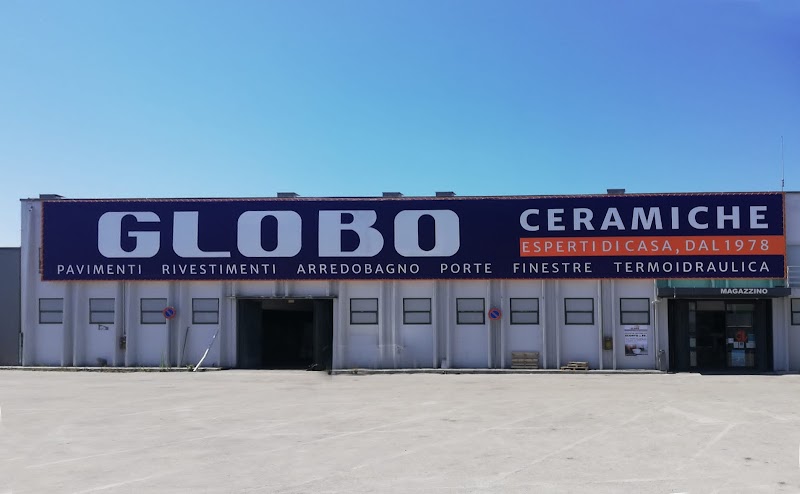 GLOBO CERAMICHE
ESPERTI DI CASA, DAL 1978
PAVIMENTI RIVESTIMENTI ARREDOBAGNO PORTE FINESTRE TERMOIDRAULICA
MAGAZZINO